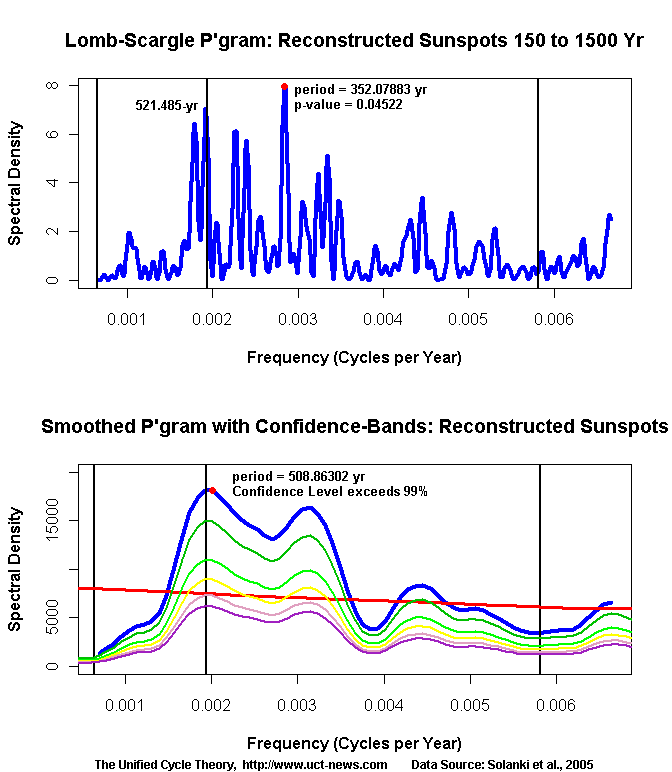 Lomb-Scargle P'gram: Reconstructed Sunspots 150 to 1500 Yr
Spectral Density
8
6
4
2
0
521.485-yr
period = 352.07883 yr
p-value = 0.04522
0.001 0.002 0.003 0.004 0.005 0.006
Frequency (Cycles per Year)
Smoothed P'gram with Confidence-Bands: Reconstructed Sunspots
Spectral Density
15000
5000
0
period = 508.86302 yr
Confidence Level exceeds 99%
0.001 0.002 0.003 0.004 0.005 0.006
Frequency (Cycles per Year)
The Unified Cycle Theory, http://www.uct-news.com Data Source: Solanki et al., 2005